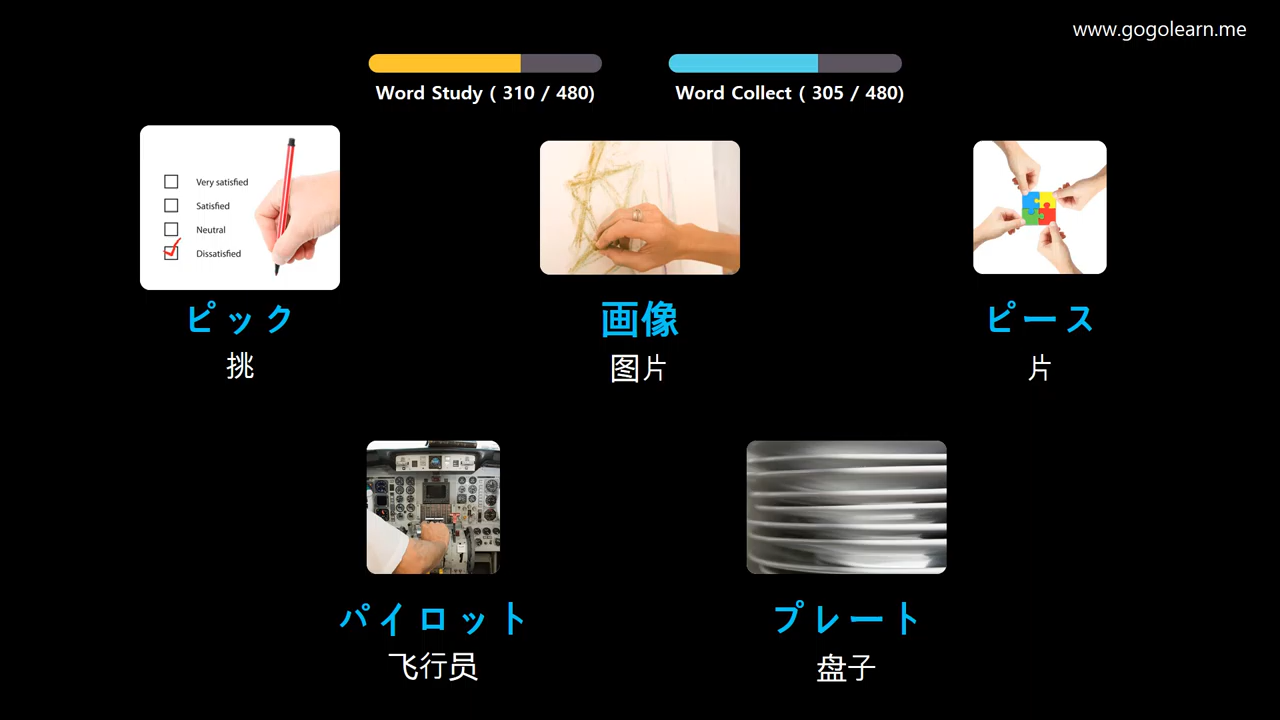 www.gogolearn.me
Word Study ( 310 / 480)
Word Collect ( 305 / 480)
Very satisfied
Satisfied
Neutral
Dissatisfied
ピック
画像
ピース
挑
图片
片
パイロット
プレート
飞行员
盘子